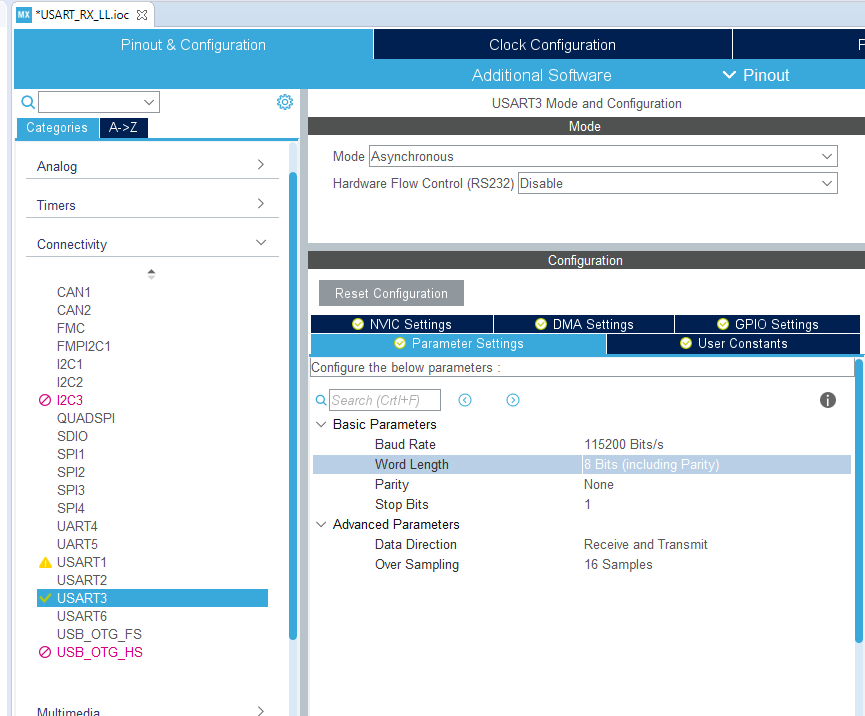 MX *USART_RX_LL.ioc
Pinout & Configuration
Clock Configuration
Additional Software
Pinout
USART3 Mode and Configuration
Categories
A->Z
Mode
Mode Asynchronous
Hardware Flow Control (RS232) Disable
Analog
Timers
Connectivity
CAN1
CAN2
FMC
FMPI2C1
I2C1
I2C2
I2C3
QUADSPI
SDIO
SPI1
SPI2
SPI3
SPI4
UART4
UART5
USART1
USART2
USART3
USART6
USB_OTG_FS
USB_OTG_HS
Multimedia
Configuration
Reset Configuration
NVIC Settings
DMA Settings
GPIO Settings
Parameter Settings
User Constants
Configure the below parameters :
Search (CrtI+F)
Basic Parameters
Baud Rate 115200 Bits/s
Word Length 8 Bits (including Parity)
Parity None
Stop Bits 1
Advanced Parameters
Data Direction Receive and Transmit
Over Sampling 16 Samples